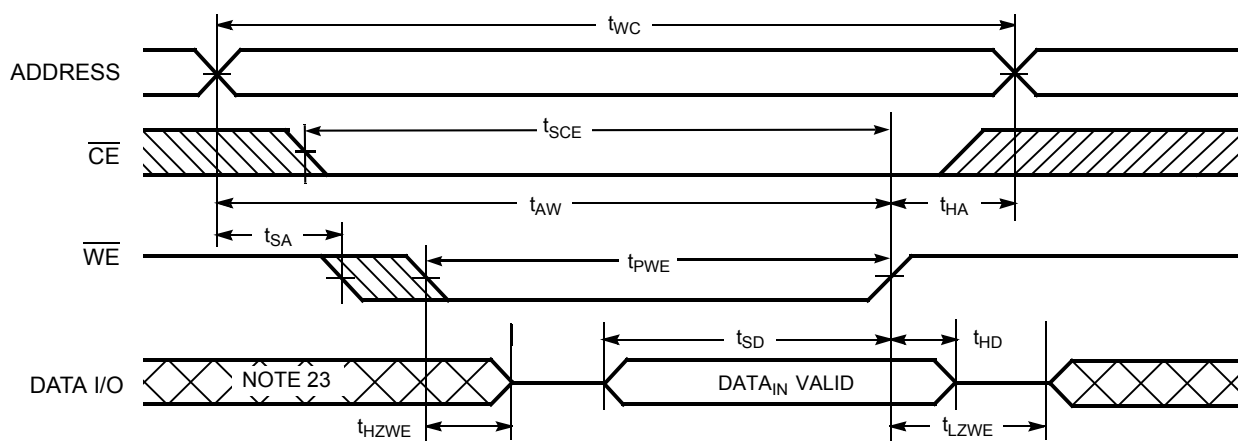 tWC
ADDRESS
tSCE
CE
tAW
tHA
tSA
WE
tPWE
tSD
tHD
DATA I/O
NOTE 23
DATAIN VALID
tHZWE
tLZWE